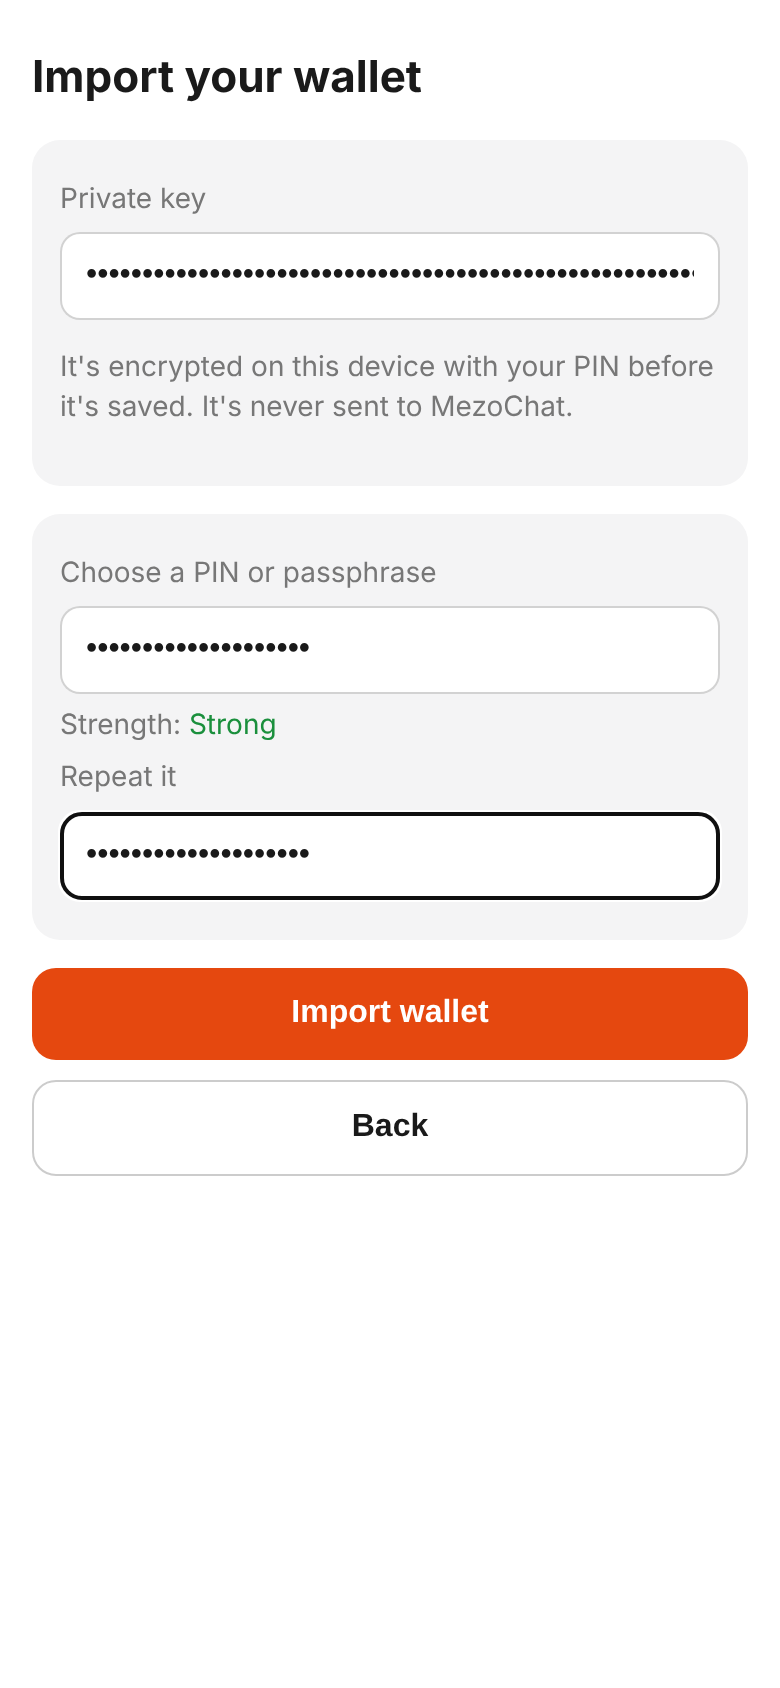 Import your wallet
Private key
It's encrypted on this device with your PIN before
it's saved. It's never sent to MezoChat.
Choose a PIN or passphrase
Strength: Strong
Repeat it
Import wallet
Back